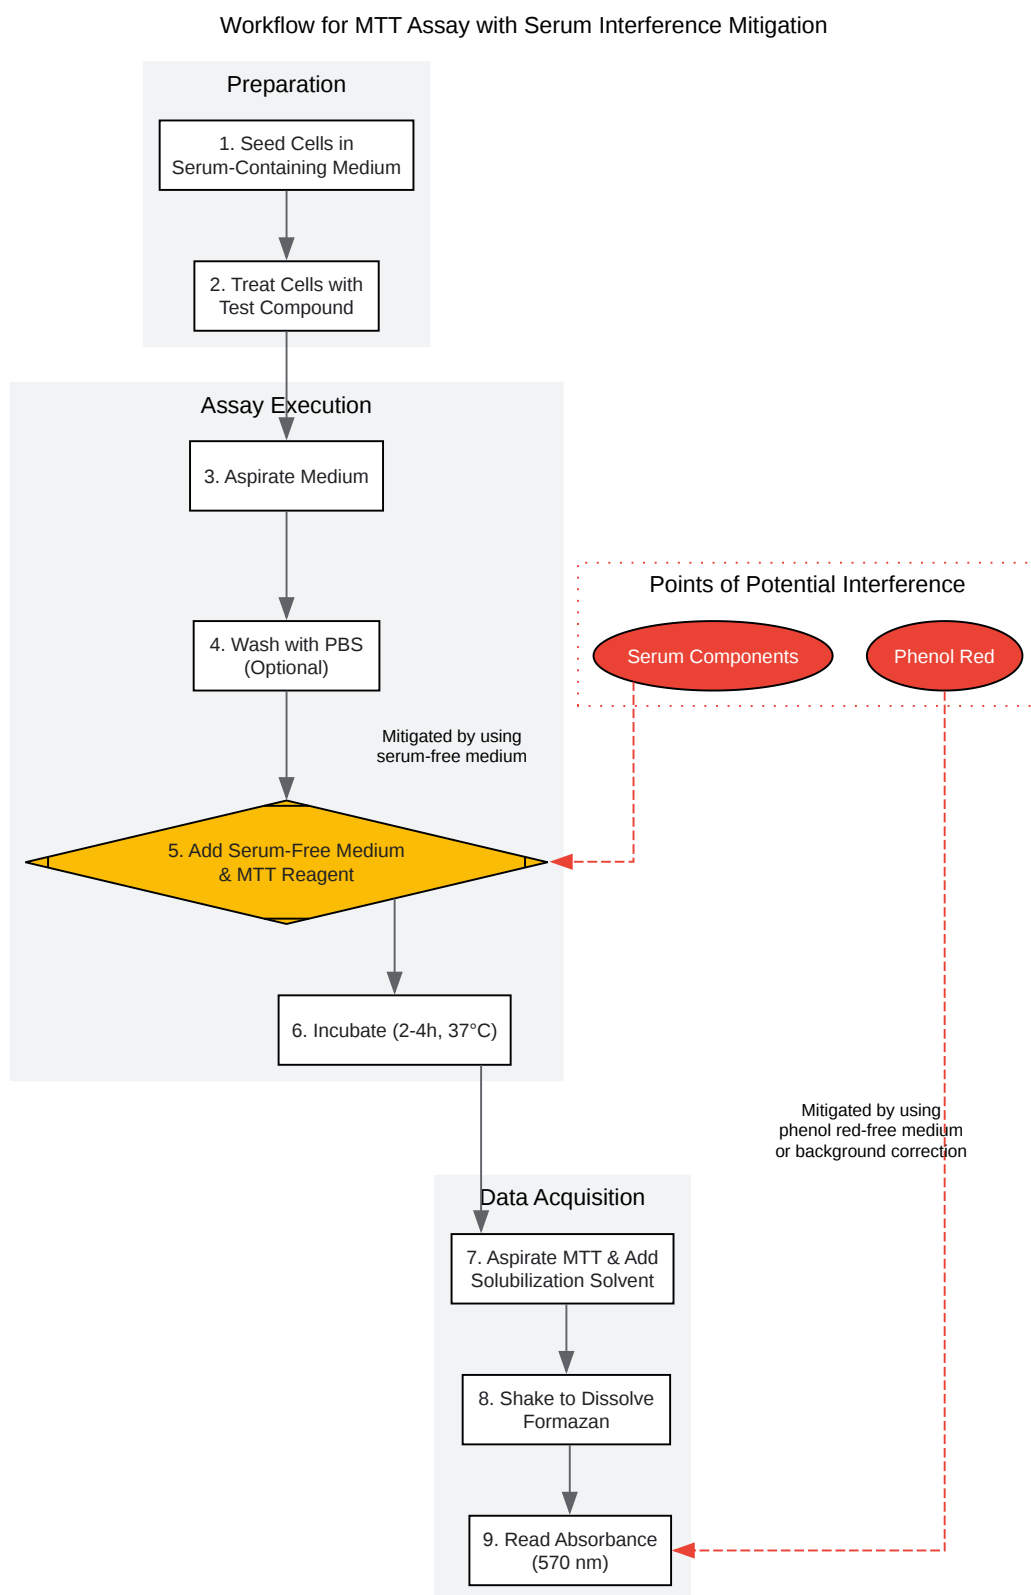 Workflow for MTT Assay with Serum Interference Mitigation
Preparation
1. Seed Cells in
Serum-Containing Medium
2. Treat Cells with
Test Compound
Assay Execution
3. Aspirate Medium
4. Wash with PBS
(Optional)
Points of Potential Interference
Serum Components
Phenol Red
Mitigated by using
serum-free medium
5. Add Serum-Free Medium
& MTT Reagent
6. Incubate (2-4h, 37°C)
Mitigated by using
phenol red-free medium
or background correction
Data Acquisition
7. Aspirate MTT & Add
Solubilization Solvent
8. Shake to Dissolve
Formazan
9. Read Absorbance
(570 nm)